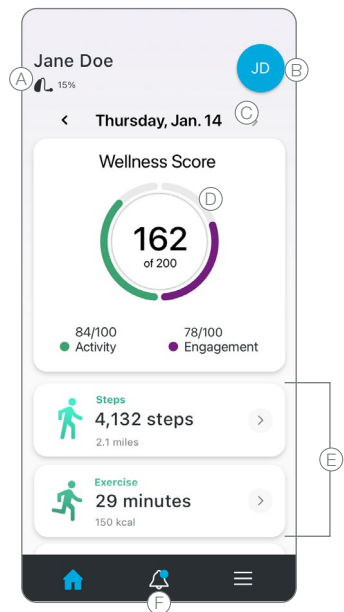 Jane Doe
JD
B
A
15%
C
Thursday, Jan. 14
Wellness Score
D
162
of 200
84/100
Activity
78/100
Engagement
Steps
4,132 steps
2.1 miles
E
Exercise
29 minutes
150 kcal
F